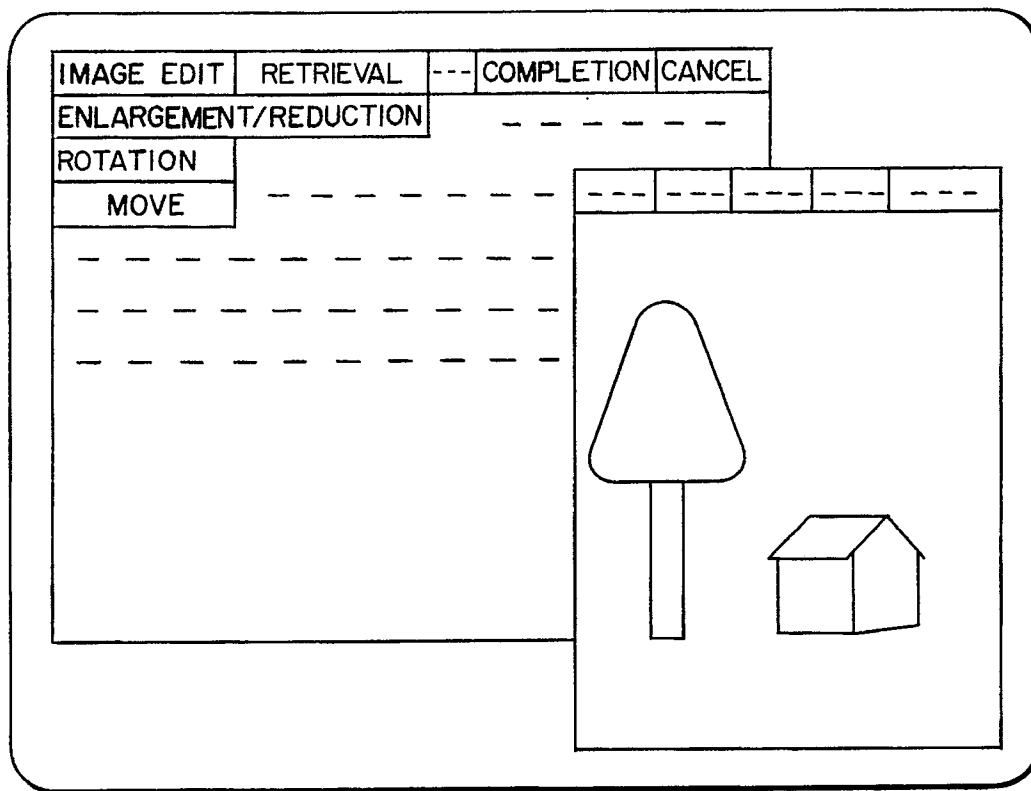 IMAGE EDIT RETRIEVAL --- COMPLETION CANCEL
ENLARGEMENT/REDUCTION
ROTATION
MOVE